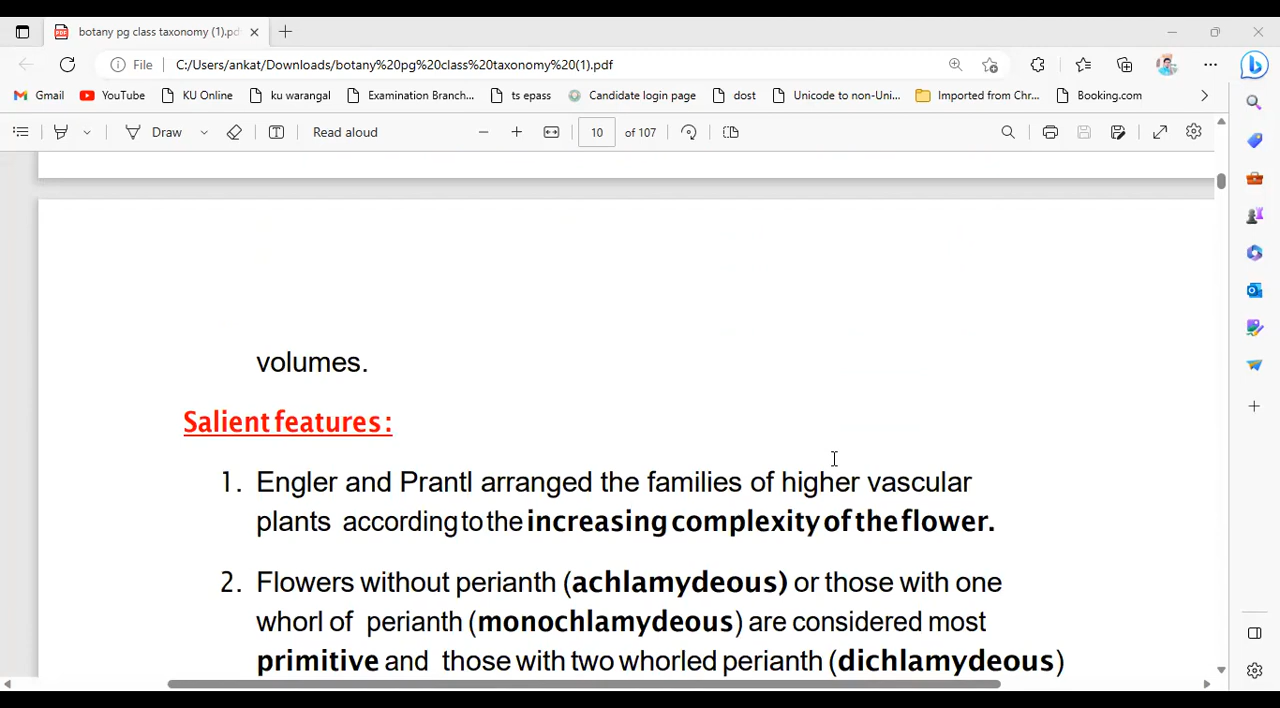 botany pg class taxonomy (1).pdf
File C:/Users/ankat/Downloads/botany%20pg%20class%20taxonomy%20(1).pdf
Gmail YouTube KU Online ku warangal Examination Bran... ts epass Candidate login page dost Unicode to non-Uni... Imported from Chr... Booking.com
Draw Read aloud 10 of 107
volumes.
Salient features :
1. Engler and Prantl arranged the families of higher vascular
plants according to the increasing complexity of the flower.
2. Flowers without perianth (achlamydeous) or those with one
whorl of perianth (monochlamydeous) are considered most
primitive and those with two whorled perianth (dichlamydeous)